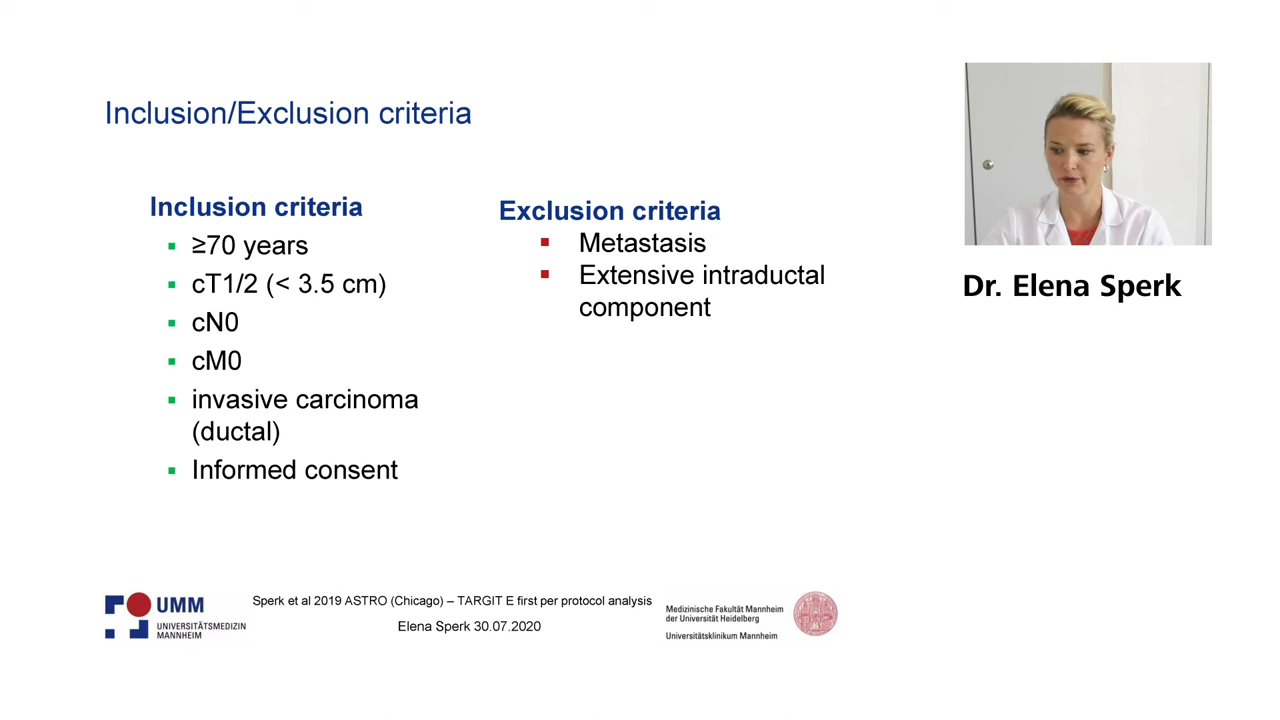 Inclusion/Exclusion criteria
Inclusion criteria
≥70 years
cT1/2 (< 3.5 cm)
cN0
cM0
invasive carcinoma
(ductal)
Informed consent
Exclusion criteria
Metastasis
Extensive intraductal
component
Dr. Elena Sperk
UMM
UNIVERSITÄTSMEDIZIN
MANNHEIM
Sperk et al 2019 ASTRO (Chicago) – TARGIT E first per protocol analysis
Elena Sperk 30.07.2020
Medizinische Fakultät Mannheim
der Universität Heidelberg
Universitätsklinikum Mannheim